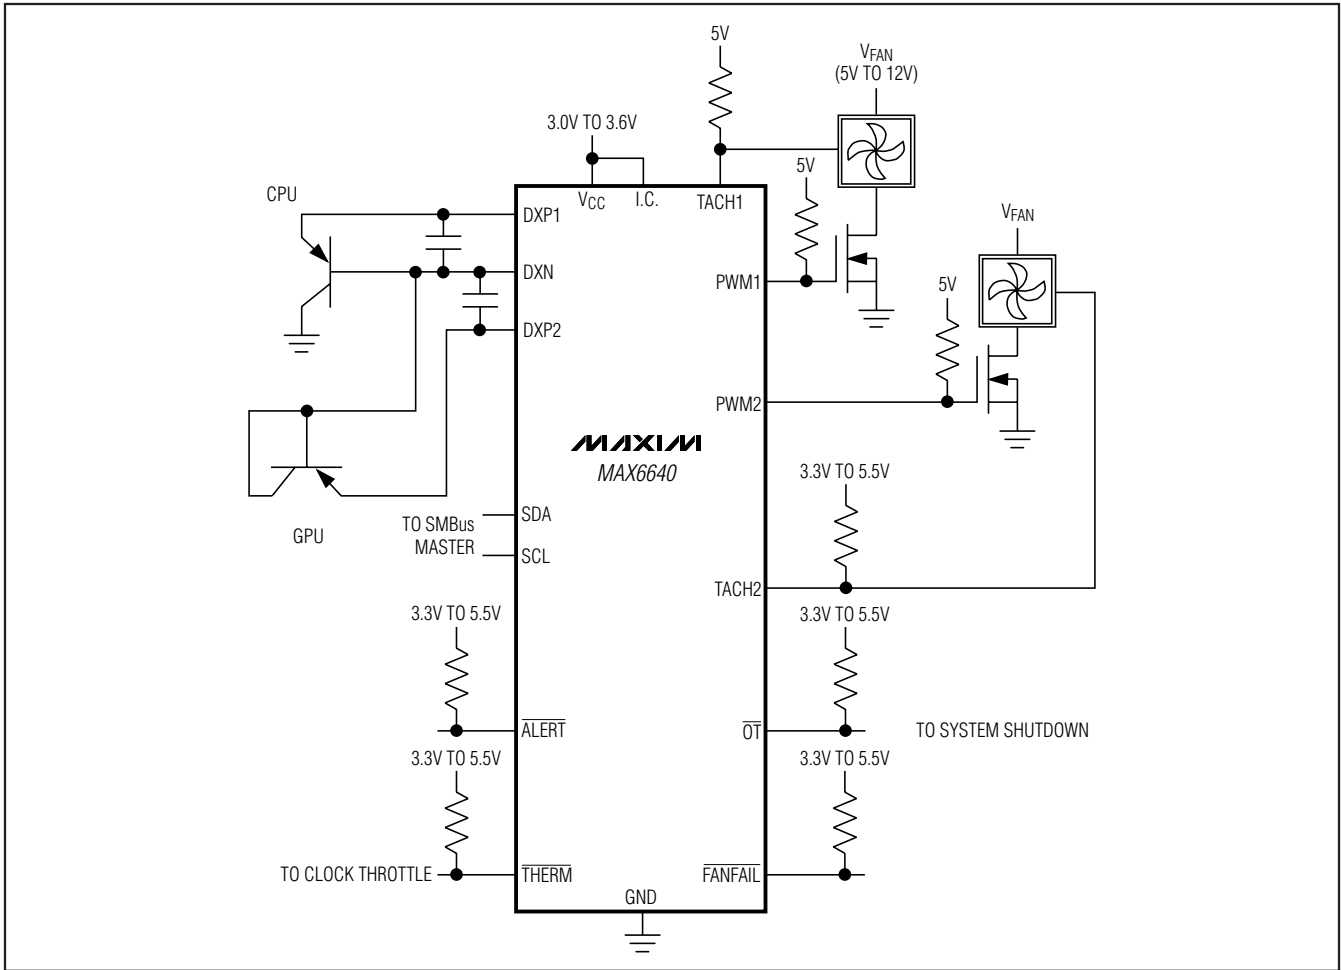 5V
VFAN
(5V TO 12V)
3.0V TO 3.6V
5V
CPU
VCC
I.C.
TACH1
DXP1
VFAN
DXN
PWM1
5V
DXP2
PWM2
MAXIM
MAX6640
3.3V TO 5.5V
GPU
TO SMBus
MASTER
SDA
SCL
TACH2
3.3V TO 5.5V
3.3V TO 5.5V
ALERT
OT
TO SYSTEM SHUTDOWN
3.3V TO 5.5V
3.3V TO 5.5V
TO CLOCK THROTTLE
THERM
FANFAIL
GND